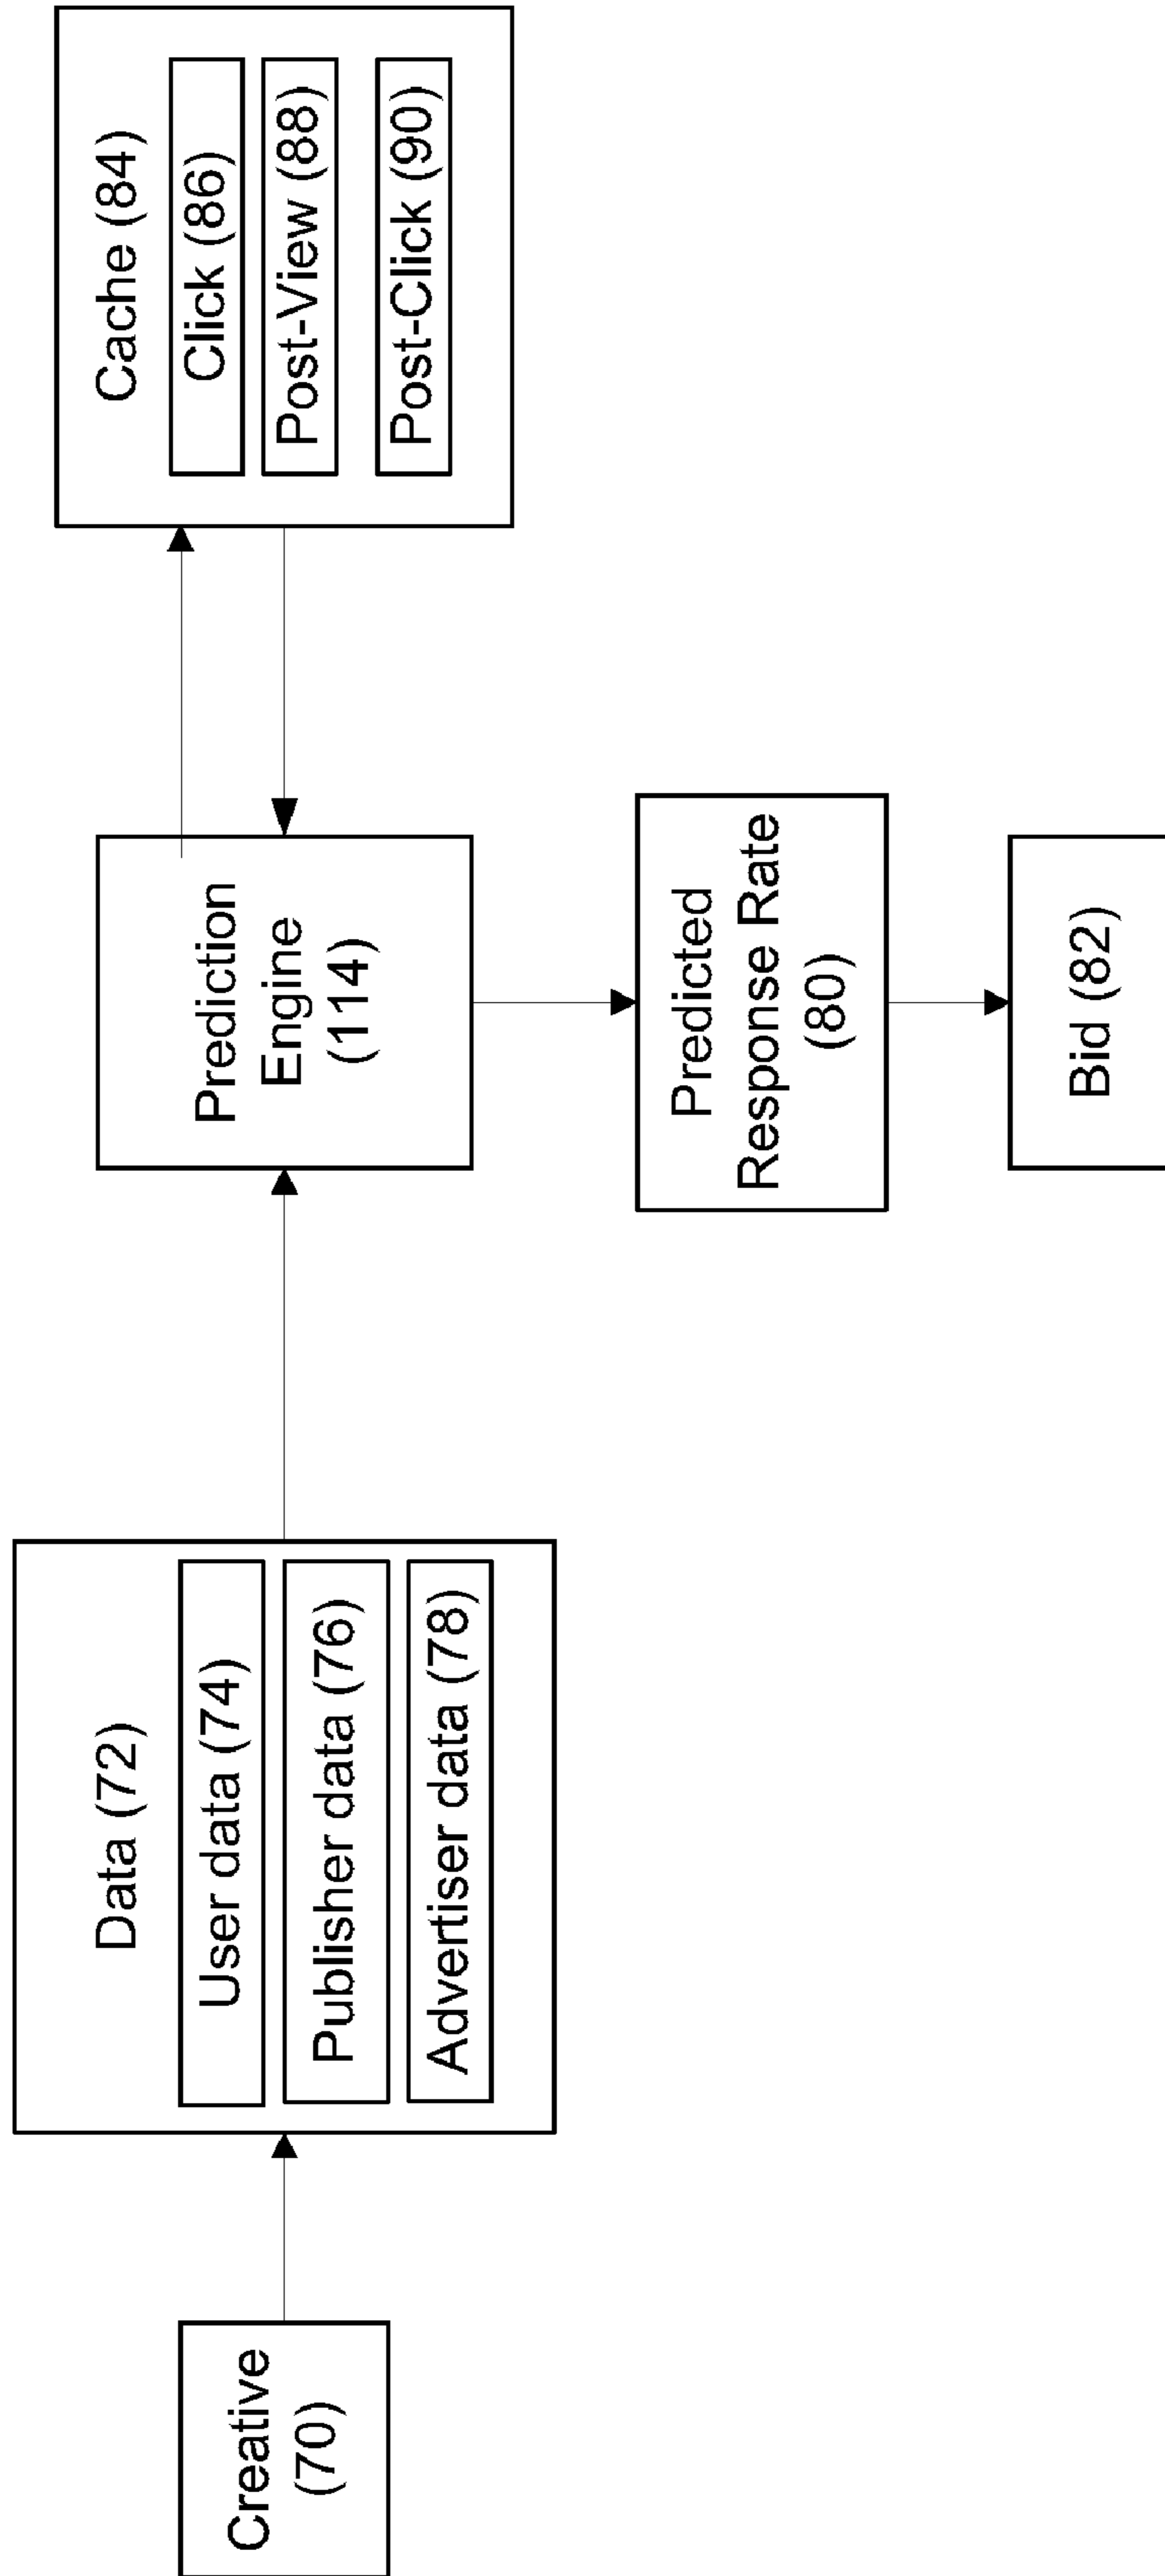 Creative
(70)
Data (72)
User data (74)
Publisher data (76)
Advertiser data (78)
Prediction
Engine
(114)
Predicted
Response Rate
(80)
Bid (82)
Cache (84)
Click (86)
Post-View (88)
Post-Click (90)